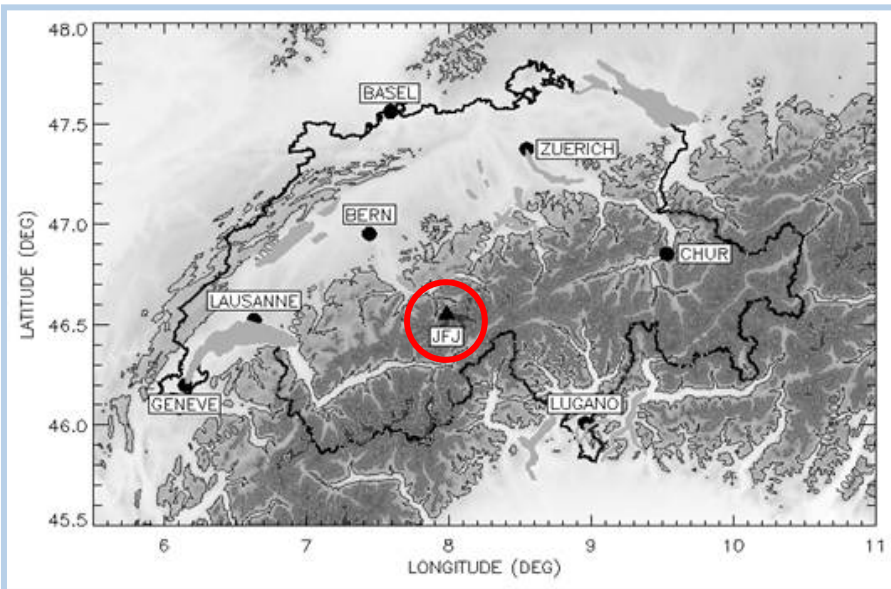 48.0
BASEL
47.5
ZUERICH
BERN
47.0
CHUR
LATITUDE (DEG)
LAUSANNE
46.5
JFJ
GENEVE
LUGANO
46.0
45.5
6 7 8 9 10 11
LONGITUDE (DEG)